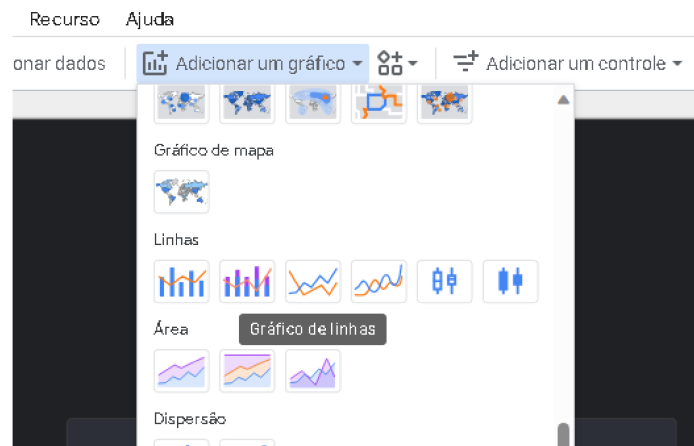 Recurso Ajuda
onar dados Adicionar um gráfico Adicionar um controle
Gráfico de mapa
Linhas
Área
Gráfico de linhas
Dispersão